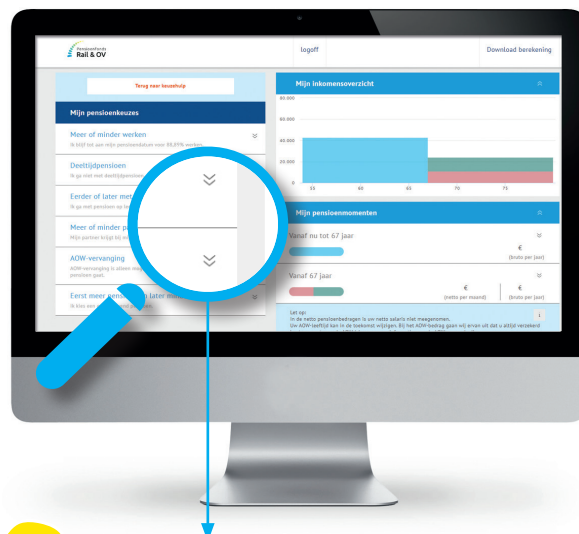 Pensioenfonds
Rail & OV
logoff
Download berekening
Terug naar keuzehulp
Mijn pensioenkeuzes
Meer of minder werken
Ik blijf tot aan mijn pensioendatum voor 88,89% werken.
Deeltijdpensioen
Ik ga niet met deeltijdpensioen
Eerder of later met
Ik ga met pensioen op
Meer of minder
Mijn partner krijgt bij
AOW-vervanging
AOW-vervanging is alleen
pensioen gaat.
Eerst meer pensioen later
Ik kies een
Mijn inkomensoverzicht
80.000
60.000
40.000
20.000
0
55
60
65
70
75
Mijn pensioenmomenten
Vanaf nu tot 67 jaar
€
(bruto per jaar)
Vanaf 67 jaar
€
(netto per maand)
€
(bruto per jaar)
Let op:
In de netto pensioenbedragen is uw netto salaris niet meegenomen.
Uw AOW-leeftijd kan in de toekomst wijzigen. Bij het AOW-bedrag gaan wij ervan uit dat u altijd verzekerd